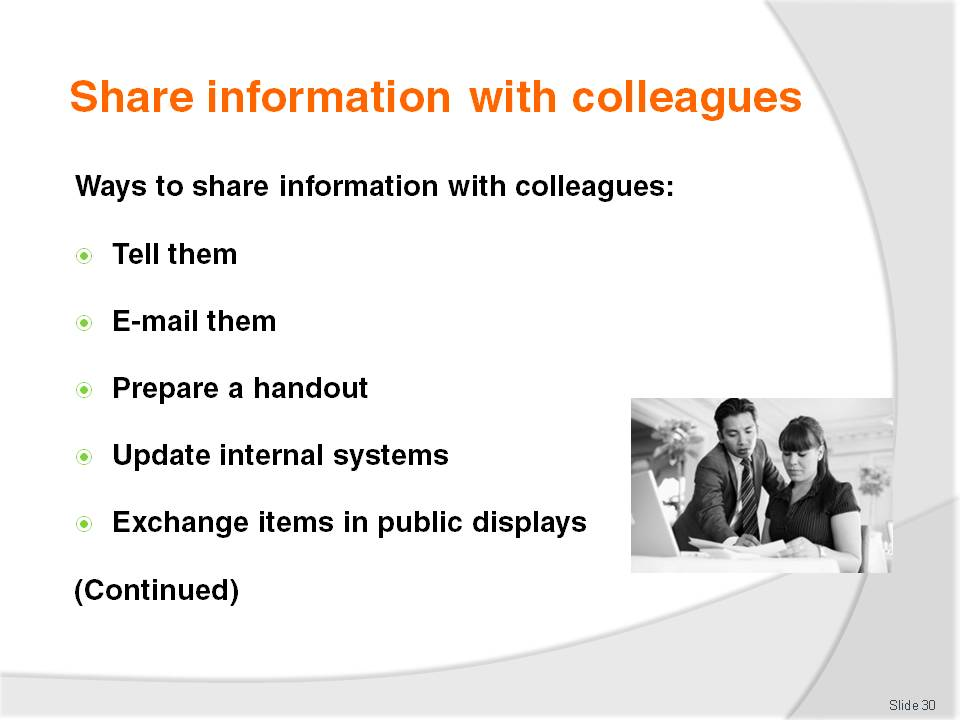 Share information with colleagues
Ways to share information with colleagues:
Tell them
E-mail them
Prepare a handout
Update internal systems
Exchange items in public displays
(Continued)
Slide 30